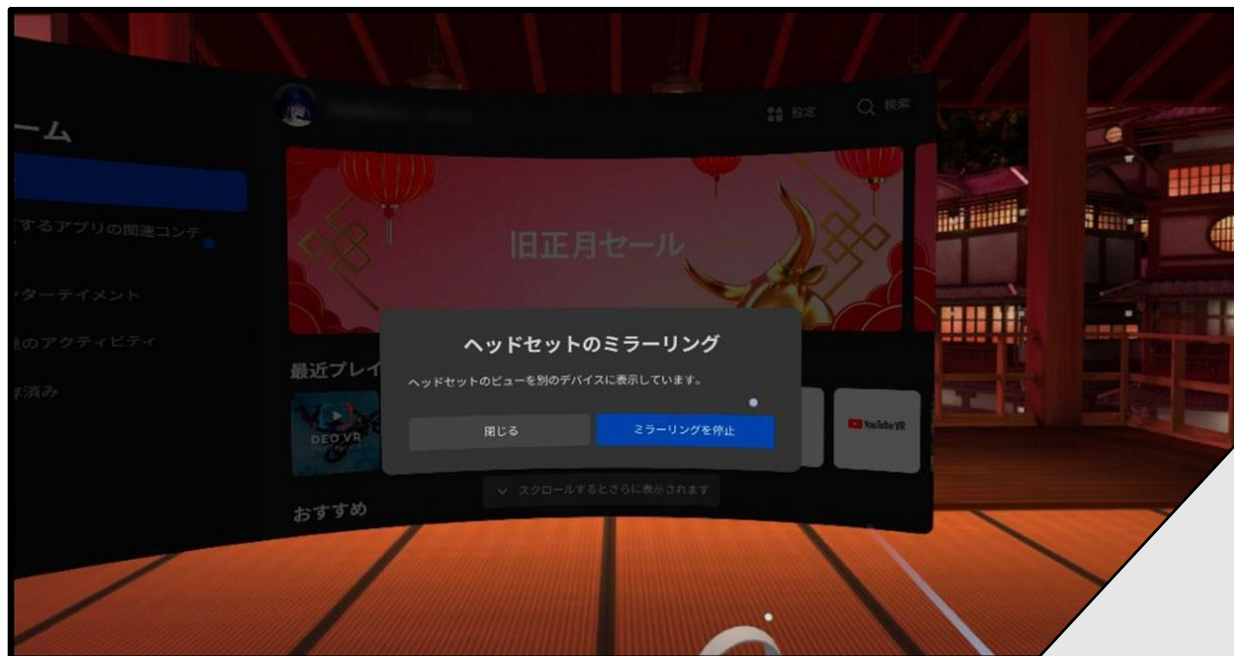 ーム
設定
検索
するアプリの関連コンテ
旧正月セール
ターテイメント
のアクティビティ
済み
最近プレイ
ヘッドセットのミラーリング
ヘッドセットのビューを別のデバイスに表示しています。
閉じる
ミラーリングを停止
DEO VR
YouTube VR
スクロールするとさらに表示されます
おすすめ